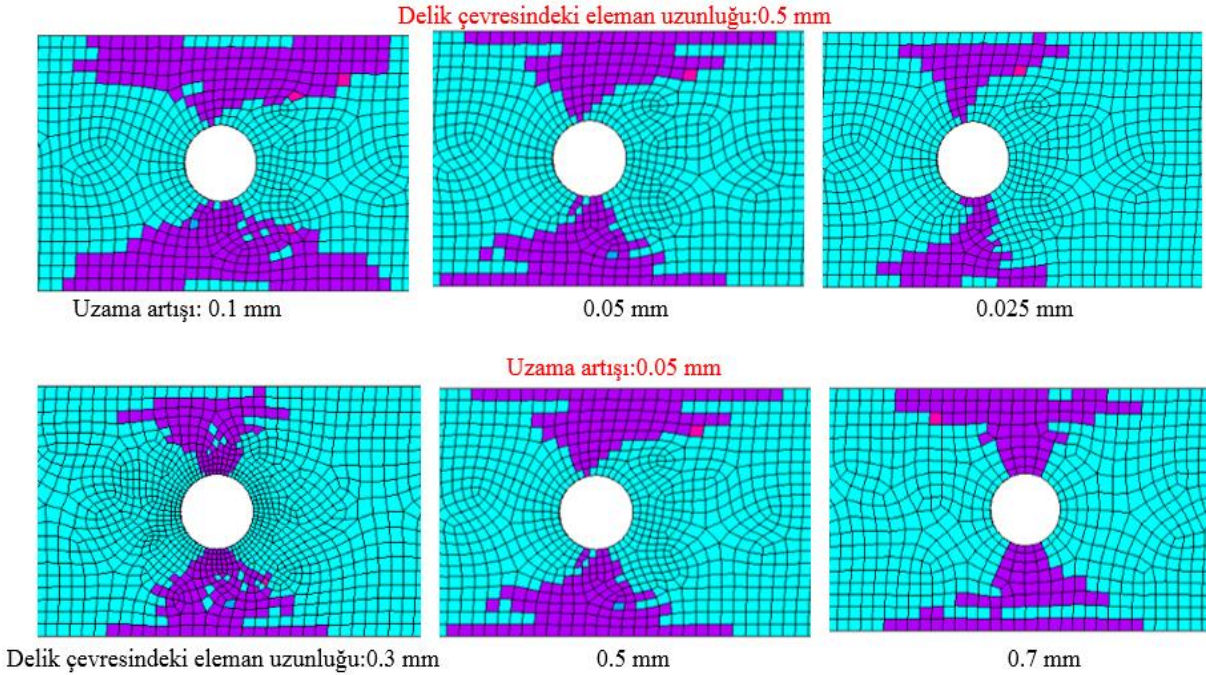 Delik çevresindeki eleman uzunluğu:0.5 mm
Uzama artışı: 0.1 mm
0.05 mm
0.025 mm
Uzama artışı:0.05 mm
Delik çevresindeki eleman uzunluğu:0.3 mm
0.5 mm
0.7 mm